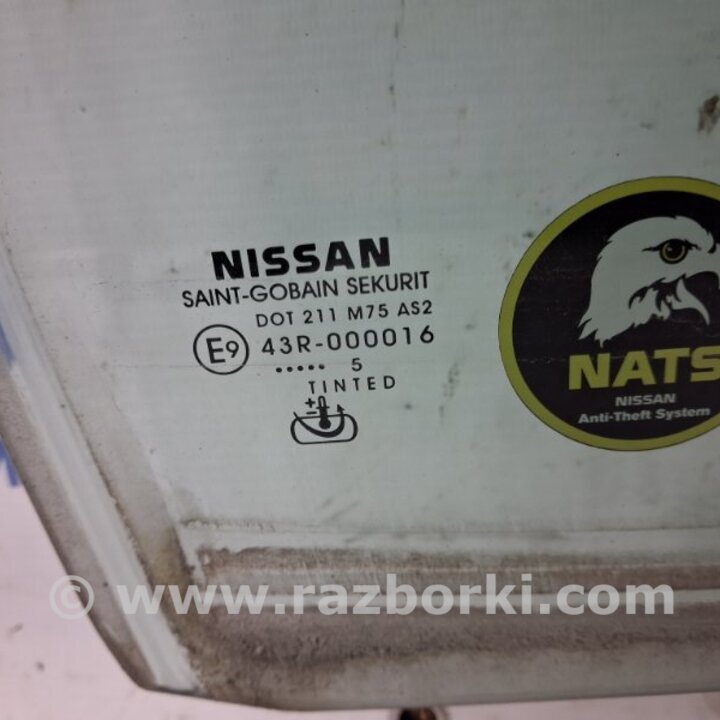 NISSAN
SAINT-GOBAIN SEKURIT
DOT 211 M75 AS2
E9 43R-000016
..... 5
TINTED
+
-
NATS
NISSAN
Anti-Theft System
© www.razborki.com